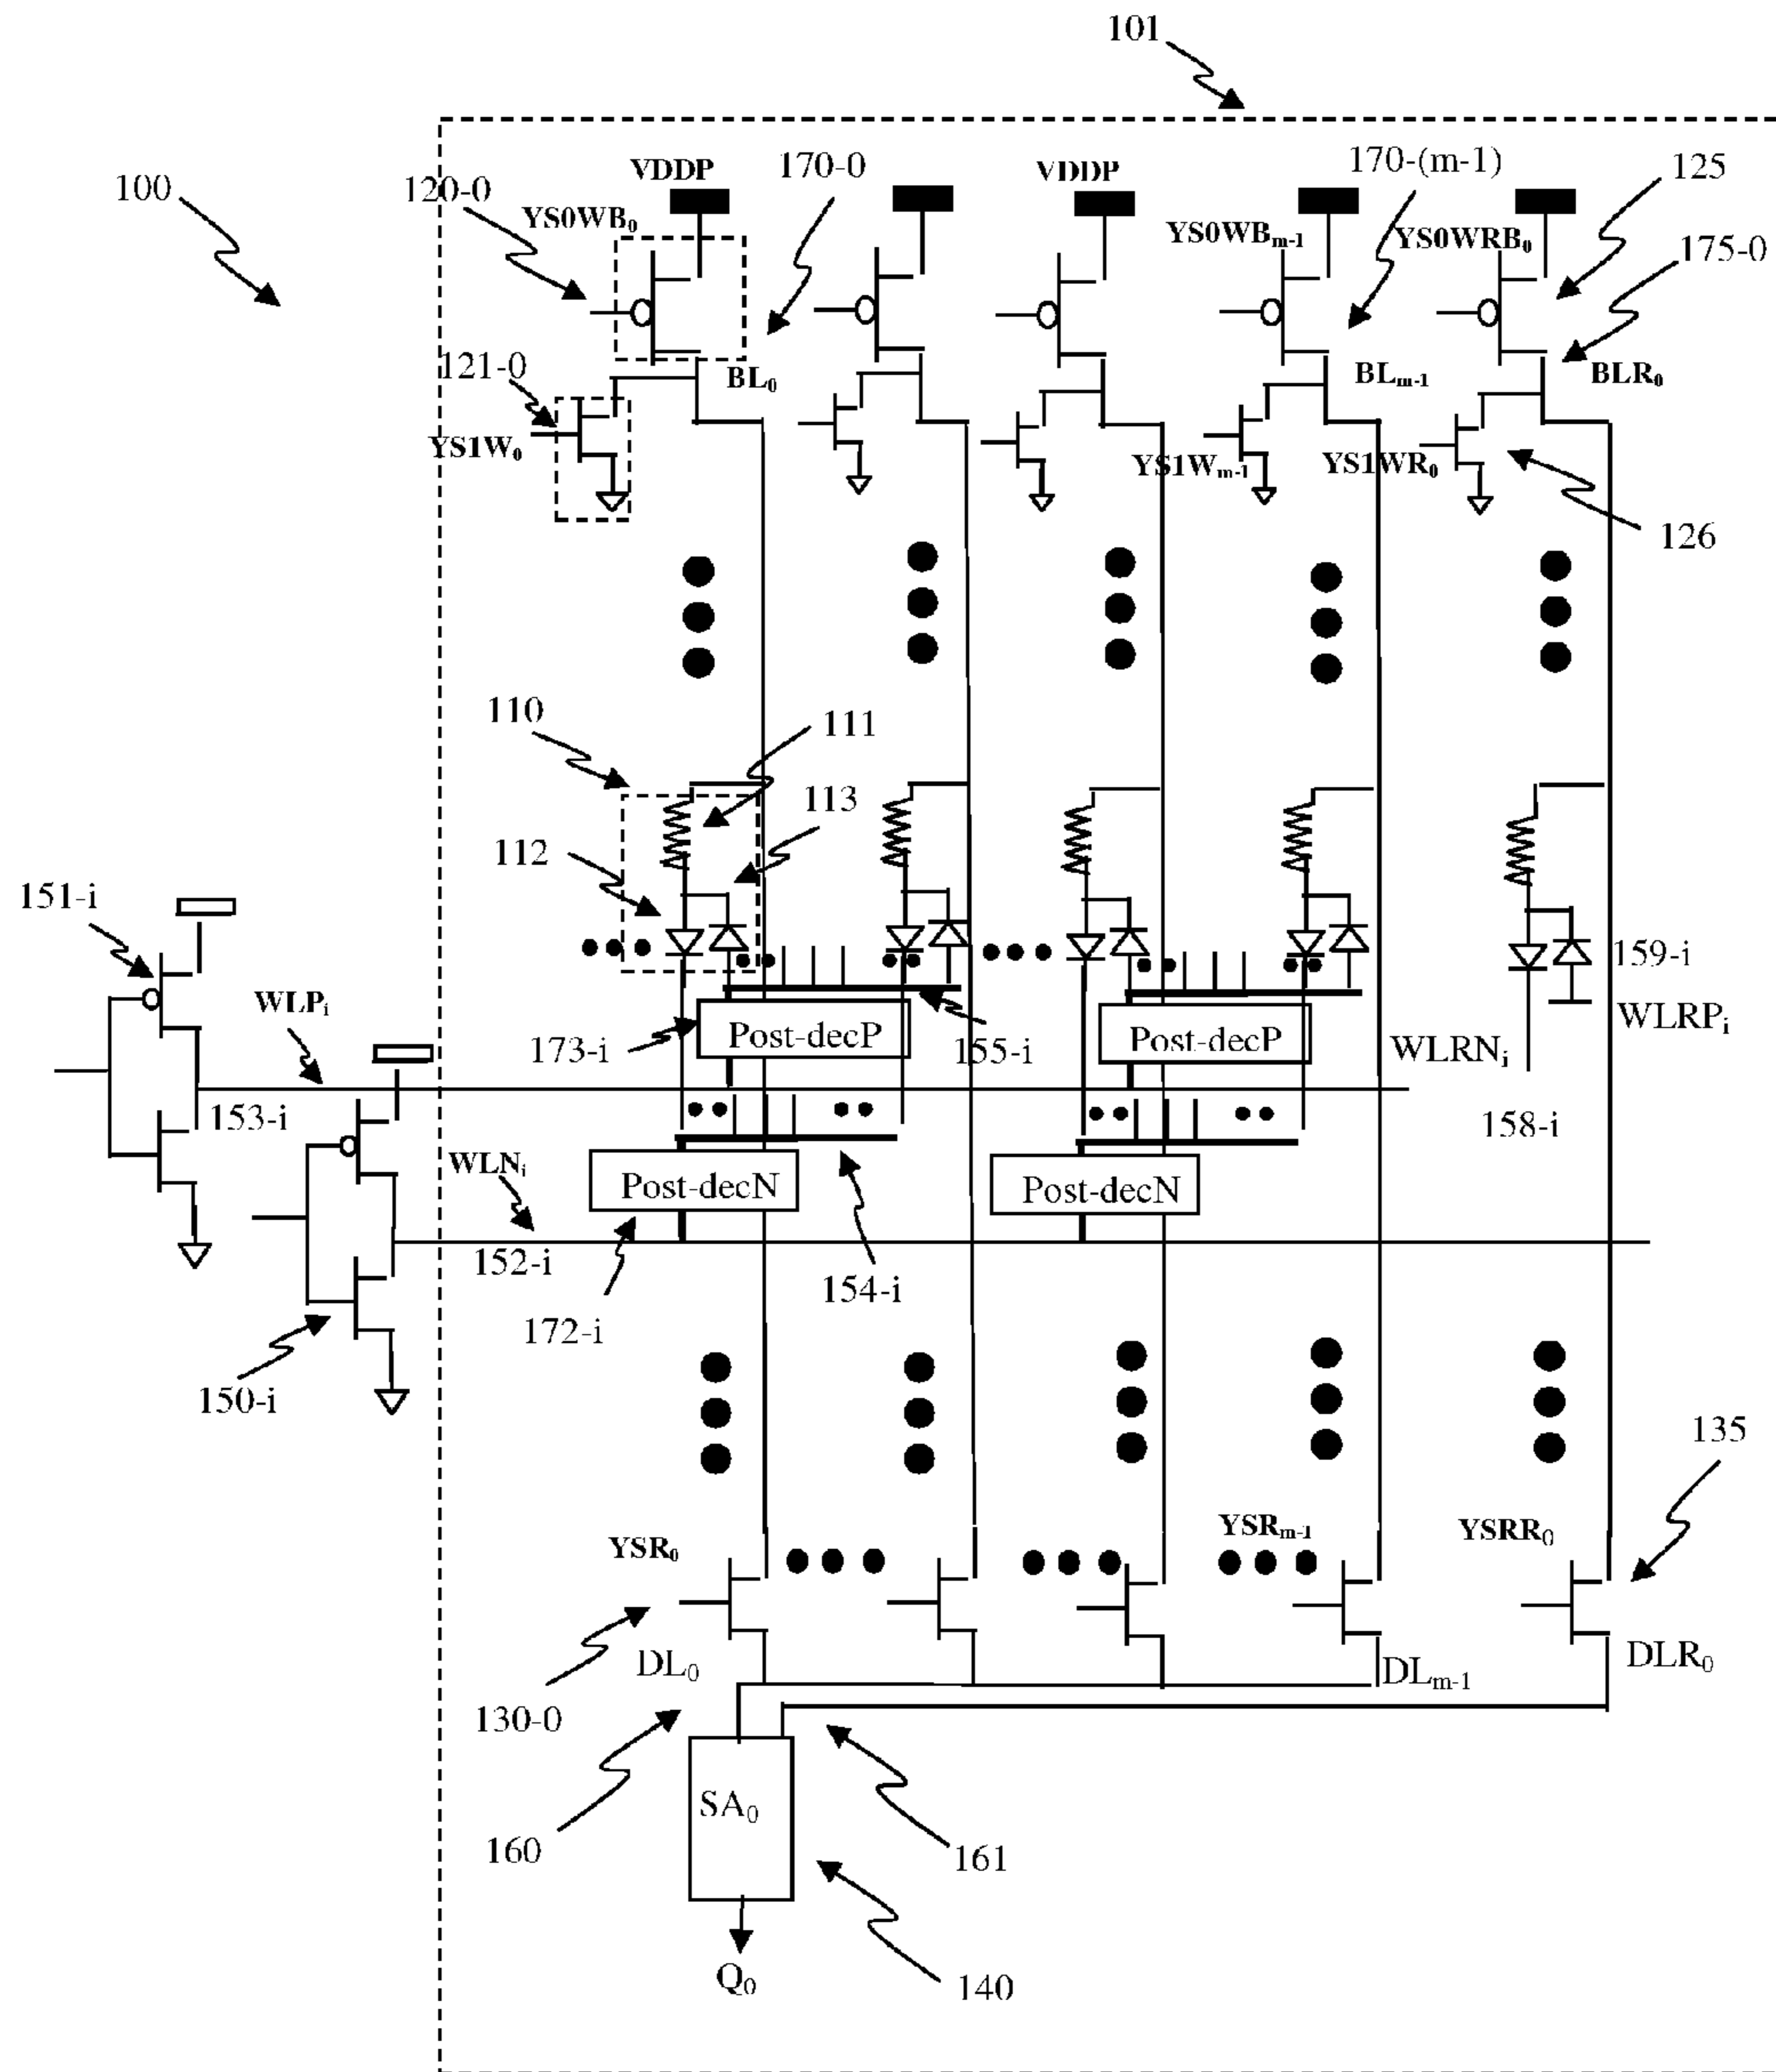 101
100
120-0
VDDP
170-0
VDDP
170-(m-1)
125
YS0WB0
YS0WBm-1
YS0WRB0
175-0
121-0
BL0
BLm-1
BLR0
YS1W0
YS1Wm-1
YS1WR0
126
110
111
113
112
151-i
159-i
WLPi
Post-decP
Post-decP
WLRPi
173-i
155-i
WLRNi
153-i
158-i
WLNi
Post-decN
Post-decN
152-i
154-i
172-i
150-i
135
YSR0
YSRm-1
YSRR0
DL0
DLm-1
DLR0
130-0
SA0
160
161
Q0
140